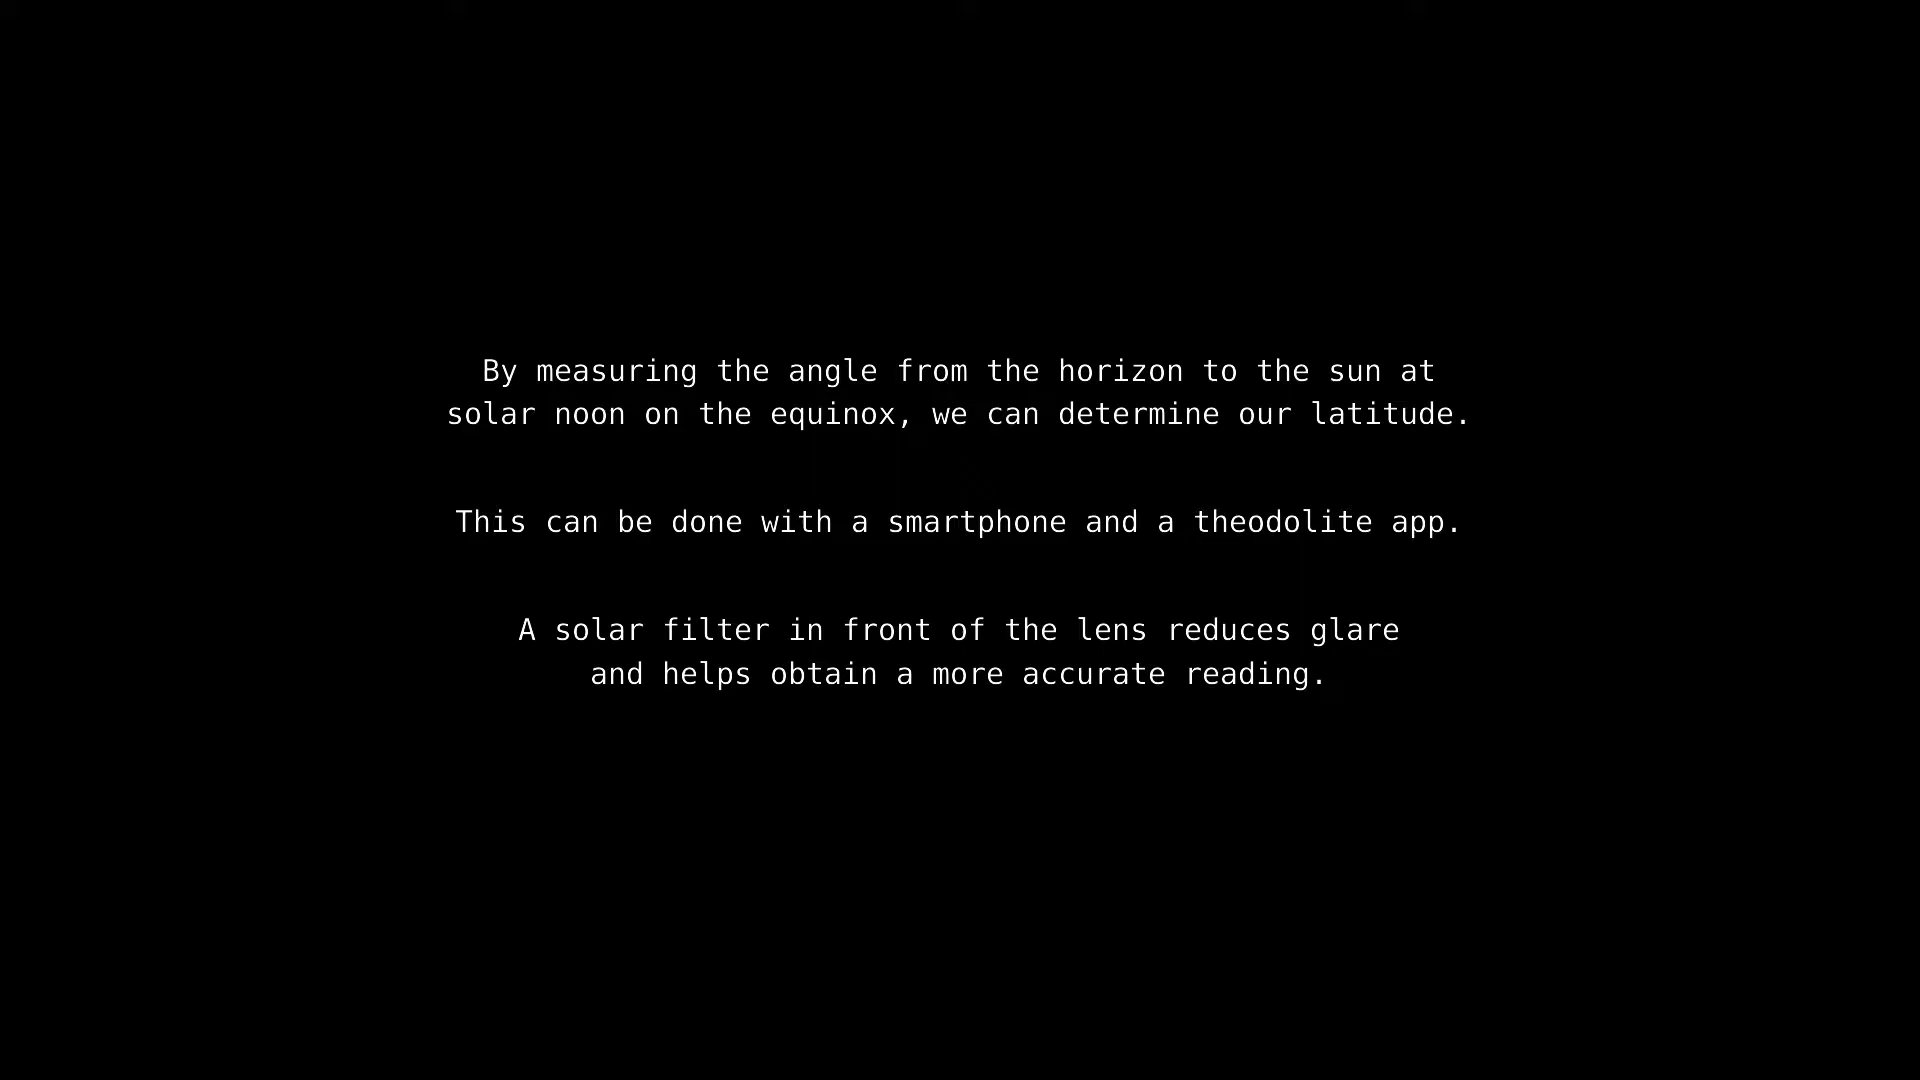 By measuring the angle from the horizon to the sun at
solar noon on the equinox, we can determine our latitude.
This can be done with a smartphone and a theodolite app.
A solar filter in front of the lens reduces glare
and helps obtain a more accurate reading.